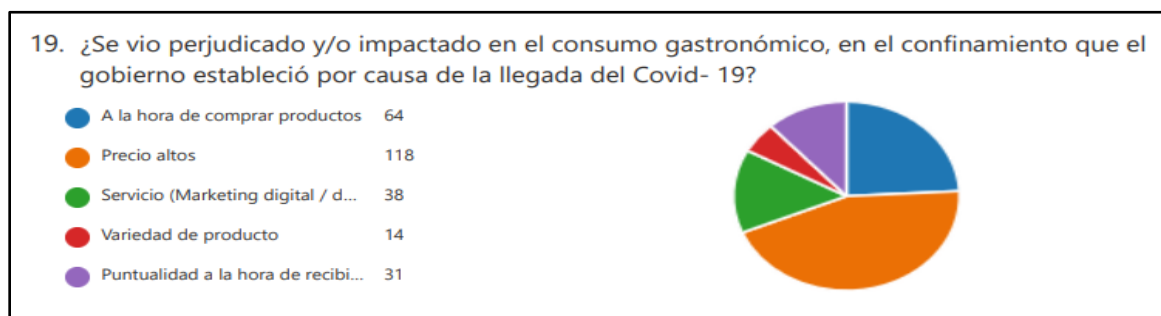 19. ¿Se vio perjudicado y/o impactado en el consumo gastronómico, en el confinamiento que el
gobierno estableció por causa de la llegada del Covid- 19?
A la hora de comprar productos 64
Precio altos 118
Servicio (Marketing digital / d... 38
Variedad de producto 14
Puntualidad a la hora de recibi... 31